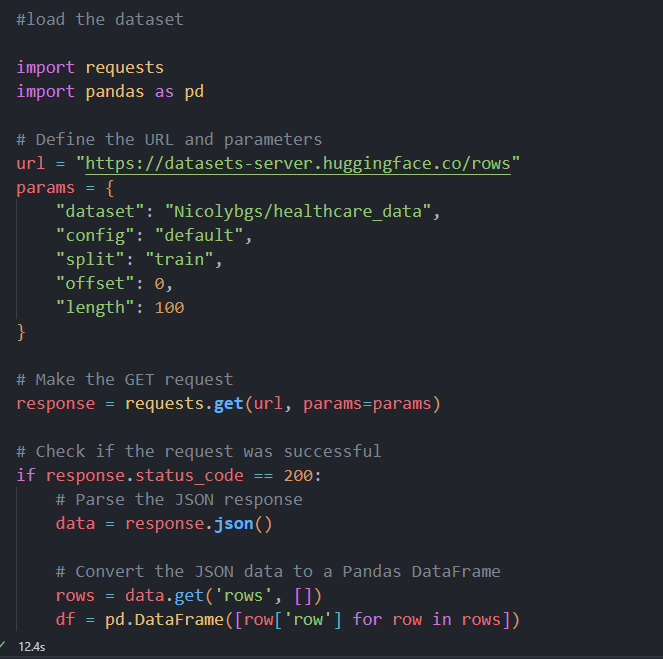 #load the dataset
import requests
import pandas as pd
# Define the URL and parameters
url = "https://datasets-server.huggingface.co/rows"
params = {
    "dataset": "Nicolybgs/healthcare_data",
    "config": "default",
    "split": "train",
    "offset": 0,
    "length": 100
}
# Make the GET request
response = requests.get(url, params=params)
# Check if the request was successful
if response.status_code == 200:
    # Parse the JSON response
    data = response.json()
    # Convert the JSON data to a Pandas DataFrame
    rows = data.get('rows', [])
    df = pd.DataFrame([row['row'] for row in rows])
12.4s